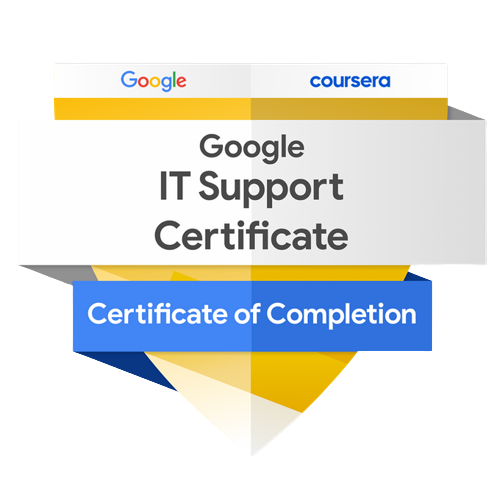 Google coursera
Google
IT Support
Certificate
Certificate of Completion